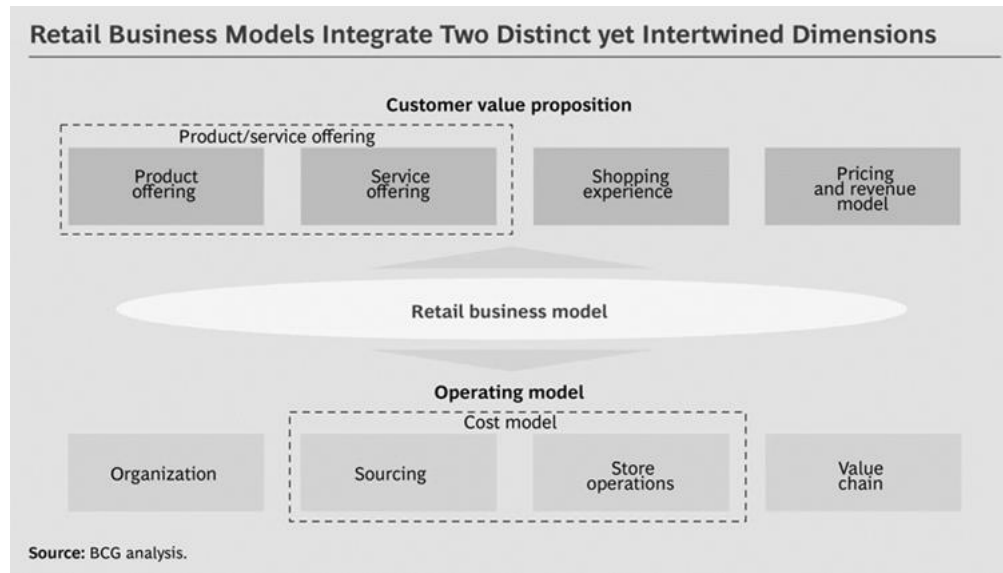 Retail Business Models Integrate Two Distinct yet Intertwined Dimensions
Customer value proposition
Product/service offering
Product
offering
Service
offering
Shopping
experience
Pricing
and revenue
model
Retail business model
Operating model
Cost model
Organization
Sourcing
Store
operations
Value
chain
Source: BCG analysis.